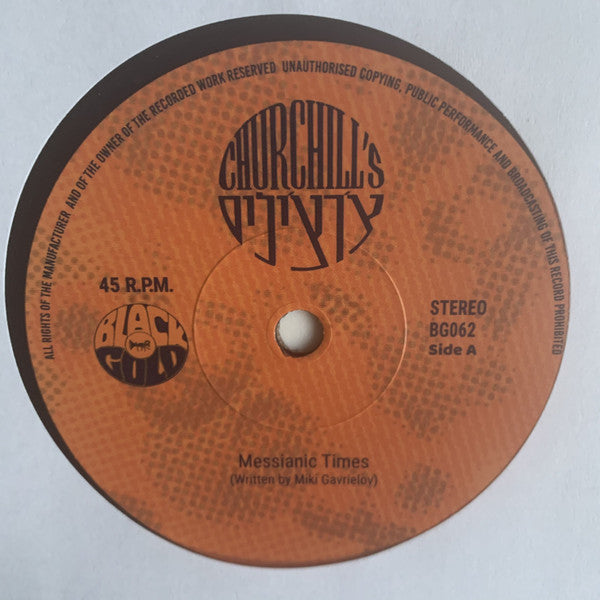 ALL RIGHTS OF THE MANUFACTURER AND OF THE OWNER OF THE RECORDED WORK RESERVED UNAUTHORISED COPYING, PUBLIC PERFORMANCE AND BROADCASTING OF THIS RECORD PROHIBITED
CHURCHILL'S
צ'רצ'ילים
45 R.P.M.
BLACK
GOLD
STEREO
BG062
Side A
Messianic Times
(Written by Miki Gavrielov)